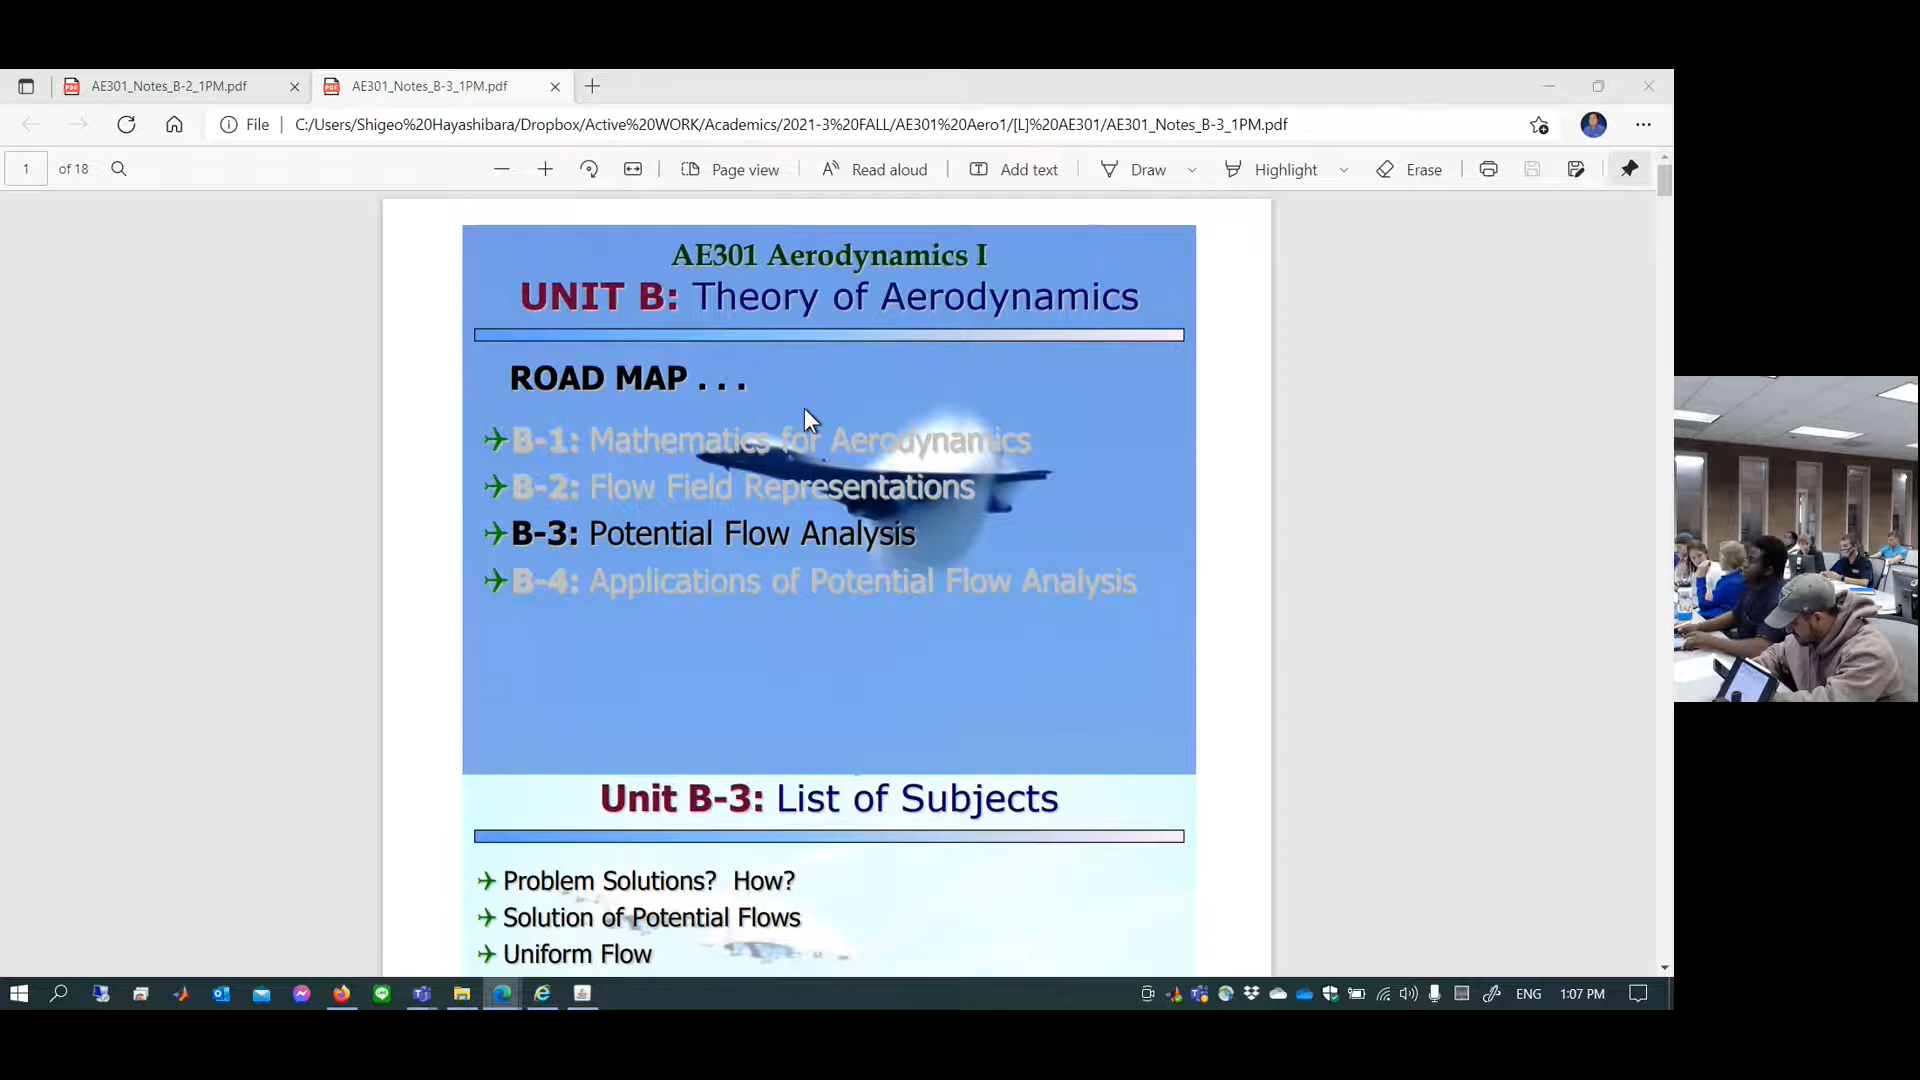 AE301_Notes_B-2_1PM.pdf
AE301_Notes_B-3_1PM.pdf
File
C:/Users/Shigeo%20Hayashibara/Dropbox/Active%20WORK/Academics/2021-3%20FALL/AE301%20Aero1/[L]%20AE301/AE301_Notes_B-3_1PM.pdf
1 of 18
Page view
Read aloud
Add text
Draw
Highlight
Erase
AE301 Aerodynamics I
UNIT B: Theory of Aerodynamics
ROAD MAP . . .
B-1: Mathematics for Aerodynamics
B-2: Flow Field Representations
B-3: Potential Flow Analysis
B-4: Applications of Potential Flow Analysis
Unit B-3: List of Subjects
Problem Solutions? How?
Solution of Potential Flows
Uniform Flow
ENG 1:07 PM